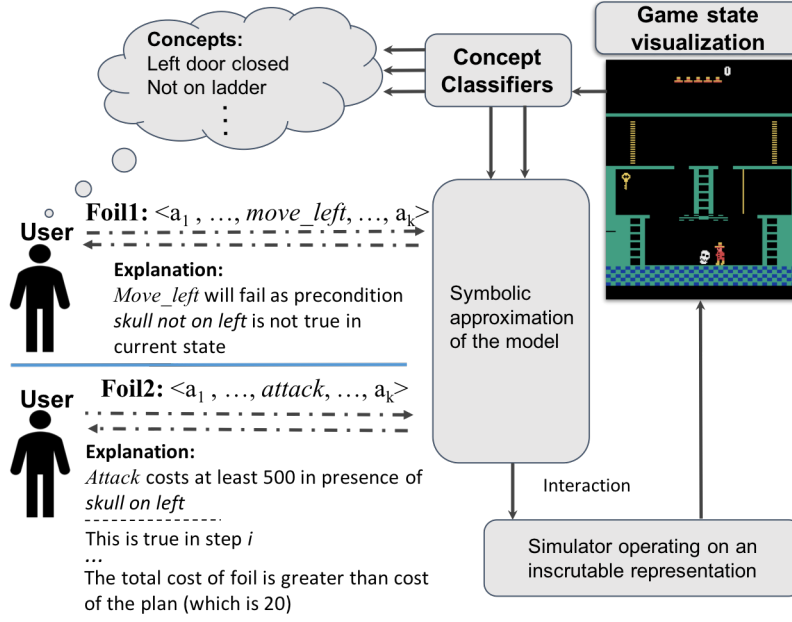 Game state
visualization
0
Concepts:
Left door closed
Not on ladder
Concept
Classifiers
User
Foil1: <a1 , …, move_left, …, ak>
Explanation:
Move_left will fail as precondition
skull not on left is not true in
current state
Symbolic
approximation
of the model
User
Foil2: <a1 , …, attack, …, ak>
Explanation:
Attack costs at least 500 in presence of
skull on left
This is true in step i
…
The total cost of foil is greater than cost
of the plan (which is 20)
Interaction
Simulator operating on an
inscrutable representation